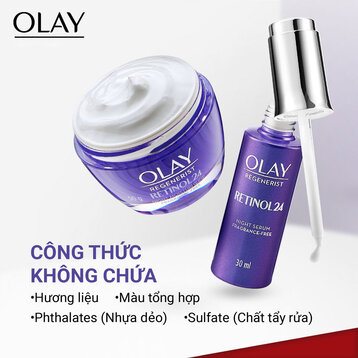 OLAY
OLAY
REGENERIST
RETINOL24
50 g
OLAY
REGENERIST
RETINOL24
NIGHT SERUM
FRAGRANCE-FREE
30 ml
CÔNG THỨC
KHÔNG CHỨA
•Hương liệu •Màu tổng hợp
•Phthalates (Nhựa dẻo) •Sulfate (Chất tẩy rửa)